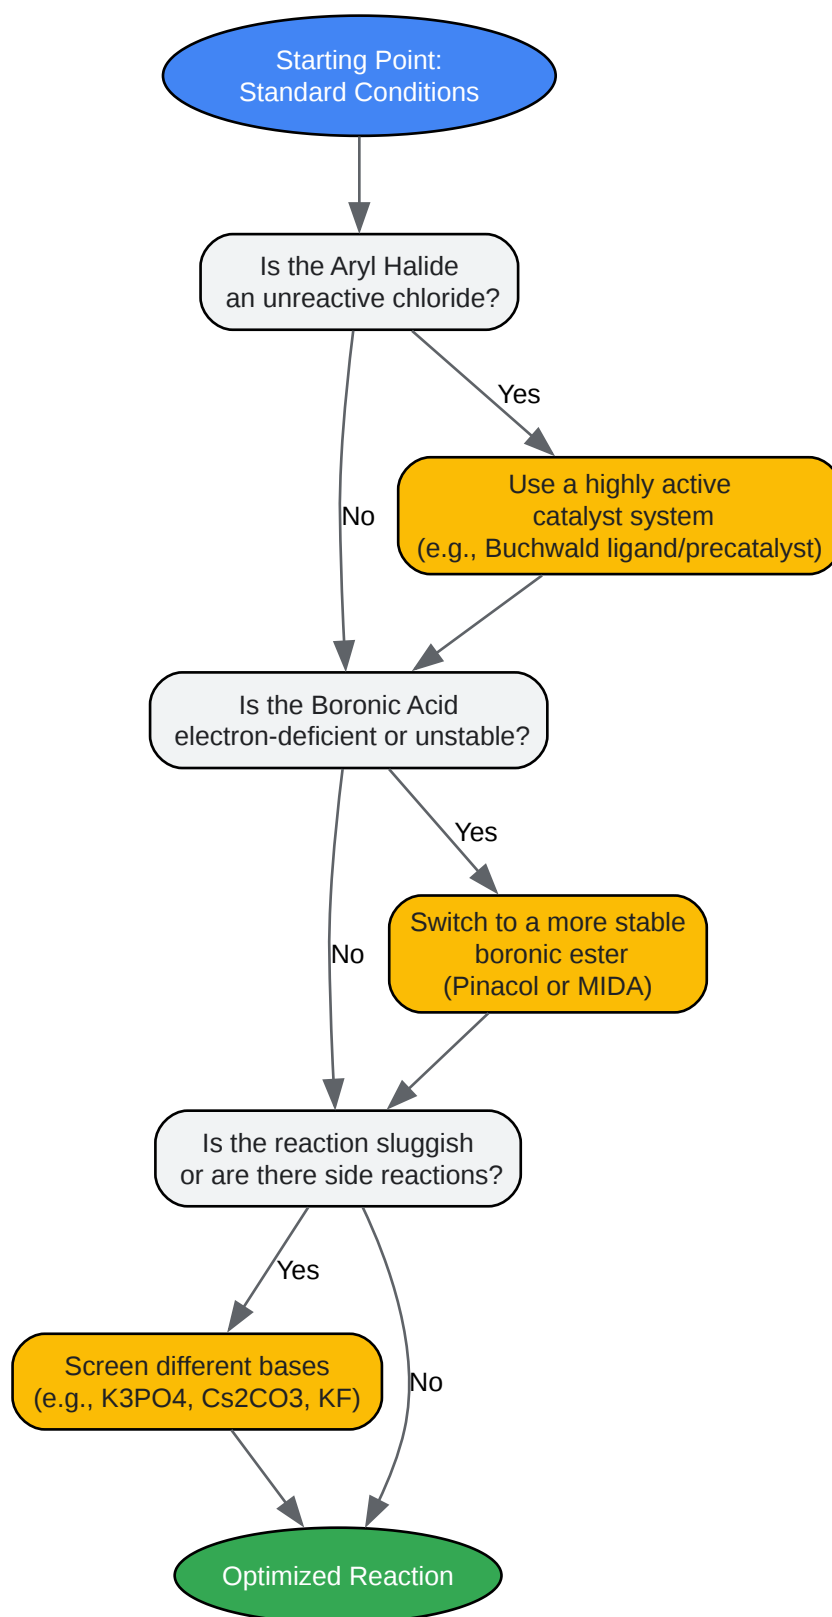 Starting Point:
Standard Conditions
Is the Aryl Halide
an unreactive chloride?
Yes
Use a highly active
catalyst system
(e.g., Buchwald ligand/precatalyst)
No
Is the Boronic Acid
electron-deficient or unstable?
Yes
Switch to a more stable
boronic ester
(Pinacol or MIDA)
No
Is the reaction sluggish
or are there side reactions?
Yes
Screen different bases
(e.g., K3PO4, Cs2CO3, KF)
No
Optimized Reaction